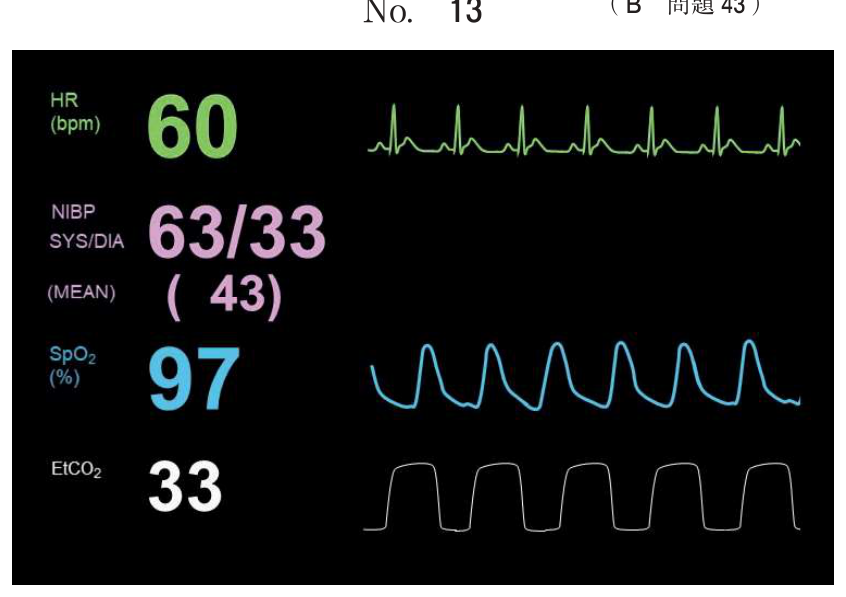 No. 13 （B 問題 43）
HR
(bpm)
60
NIBP
SYS/DIA
63/33
(MEAN)
( 43)
SpO₂
(%)
97
EtCO₂
33